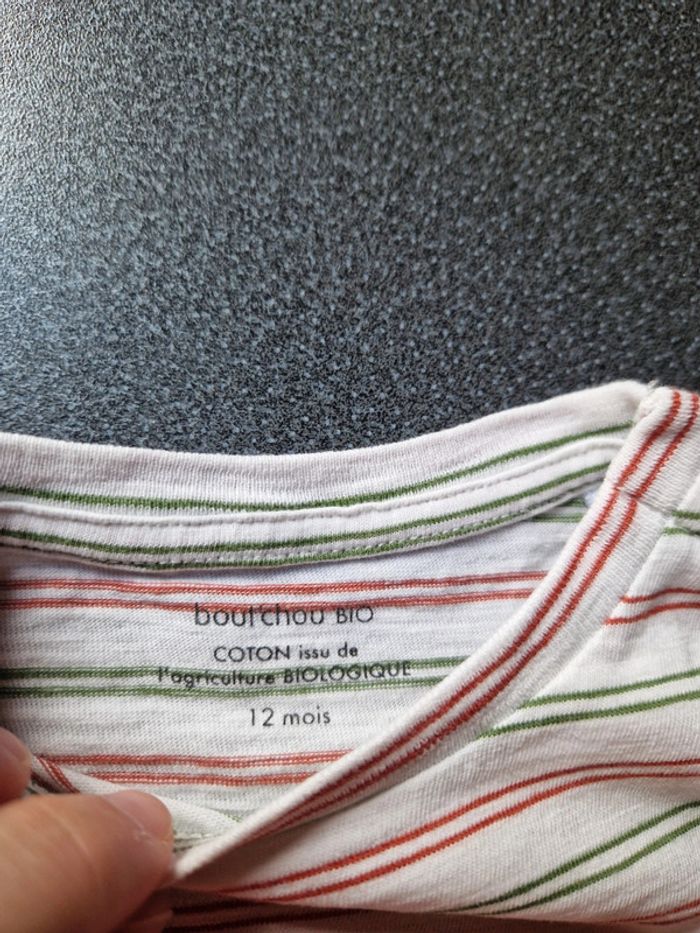 bout'chou BIO
COTON issu de
l'agriculture BIOLOGIQUE
12 mois